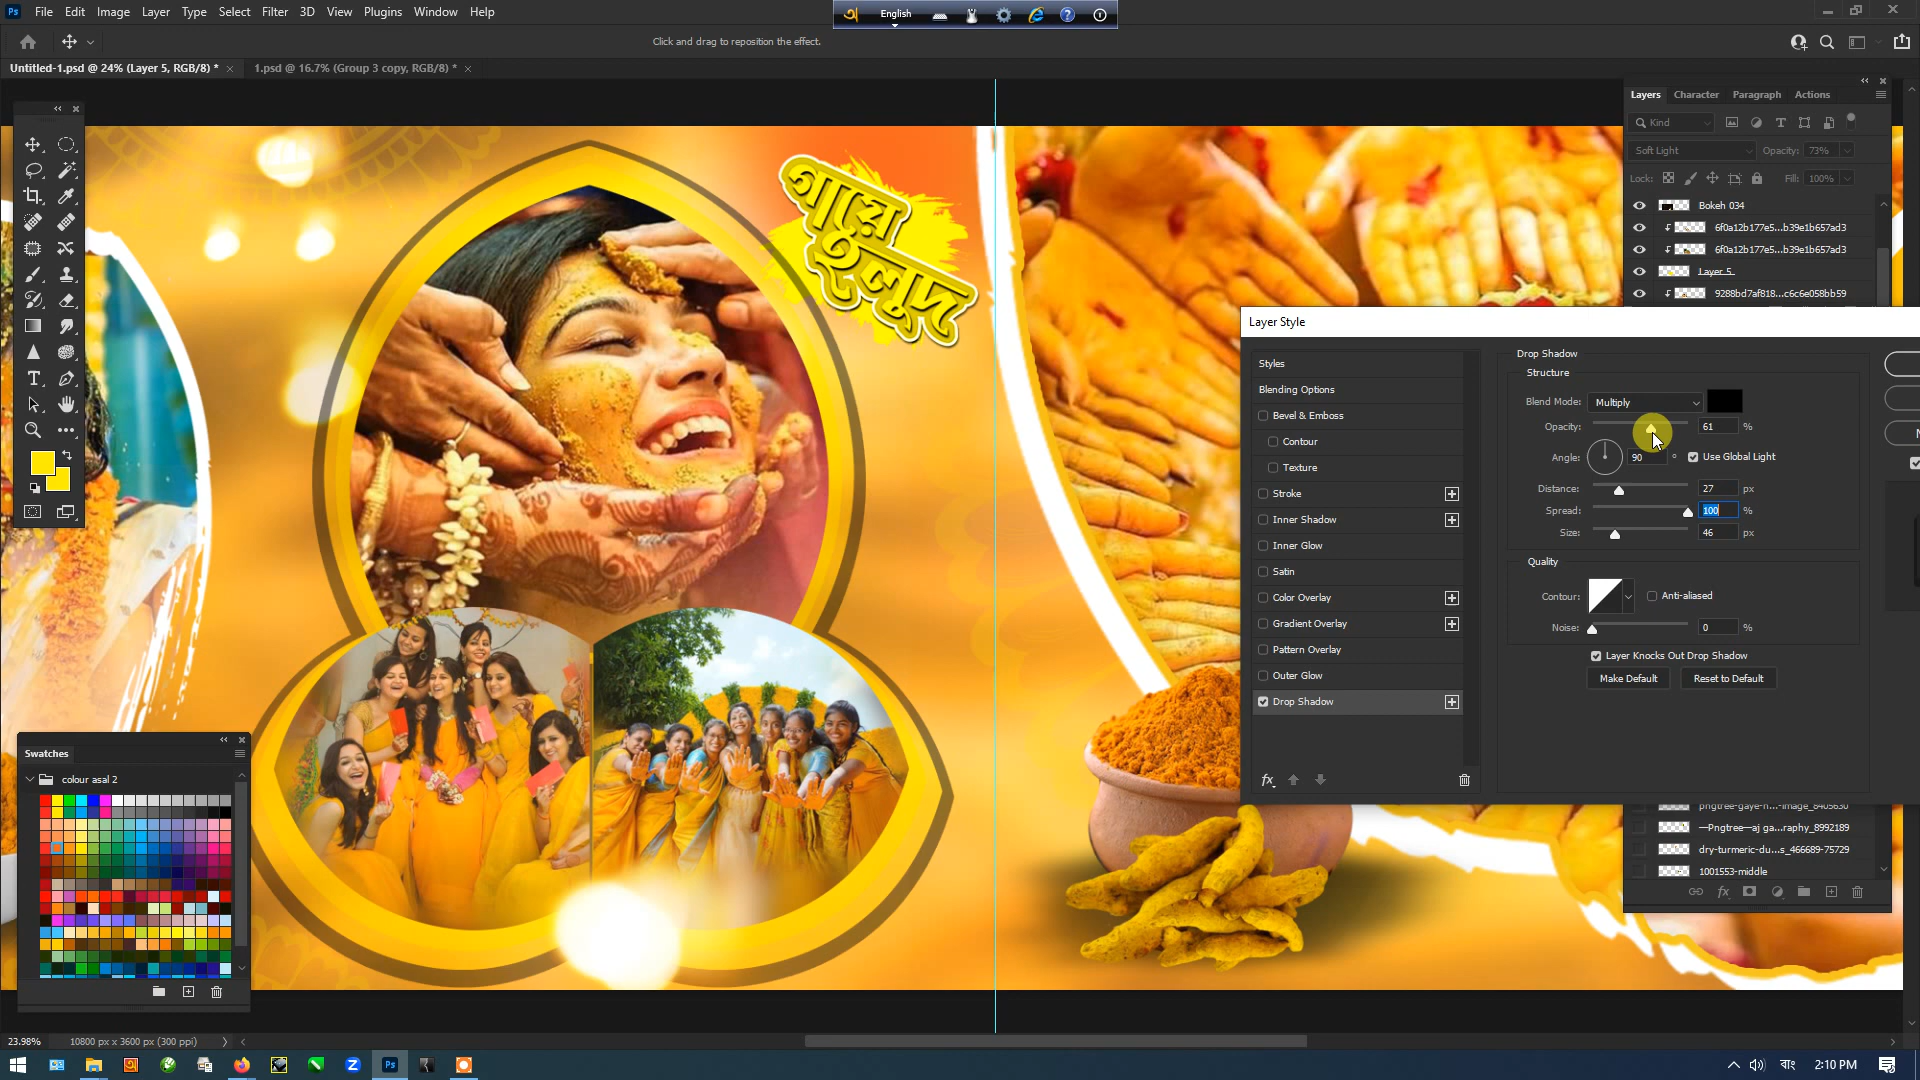 File Edit Image Layer Type Select Filter 3D View Plugins Window Help
English
Click and drag to reposition the effect.
Untitled-1.psd @ 24% (Layer 5, RGB/8) *
1.psd @ 16.7% (Group 3 copy, RGB/8) *
Layers Character Paragraph Actions
Kind
Soft Light Opacity: 73%
Lock: Fill: 100%
Bokeh 034
6f0a12b177e5...b39e1b657ad3
6f0a12b177e5...b39e1b657ad3
Layer 5
9288bd7af818...c6c6e058bb59
গায়ে
হলুদ
Layer Style
Styles
Blending Options
Bevel & Emboss
Contour
Texture
Stroke
Inner Shadow
Inner Glow
Satin
Color Overlay
Gradient Overlay
Pattern Overlay
Outer Glow
Drop Shadow
fx
Drop Shadow
Structure
Blend Mode: Multiply
Opacity: 61 %
Angle: 90 ° Use Global Light
Distance: 27 px
Spread: 100 %
Size: 46 px
Quality
Contour: Anti-aliased
Noise: 0 %
Layer Knocks Out Drop Shadow
Make Default Reset to Default
—Pngtree—aj ga...raphy_8992189
dry-turmeric-du...s_466689-75729
1001553-middle
Swatches
colour asal 2
23.98% 10800 px x 3600 px (300 ppi)
বাং 2:10 PM